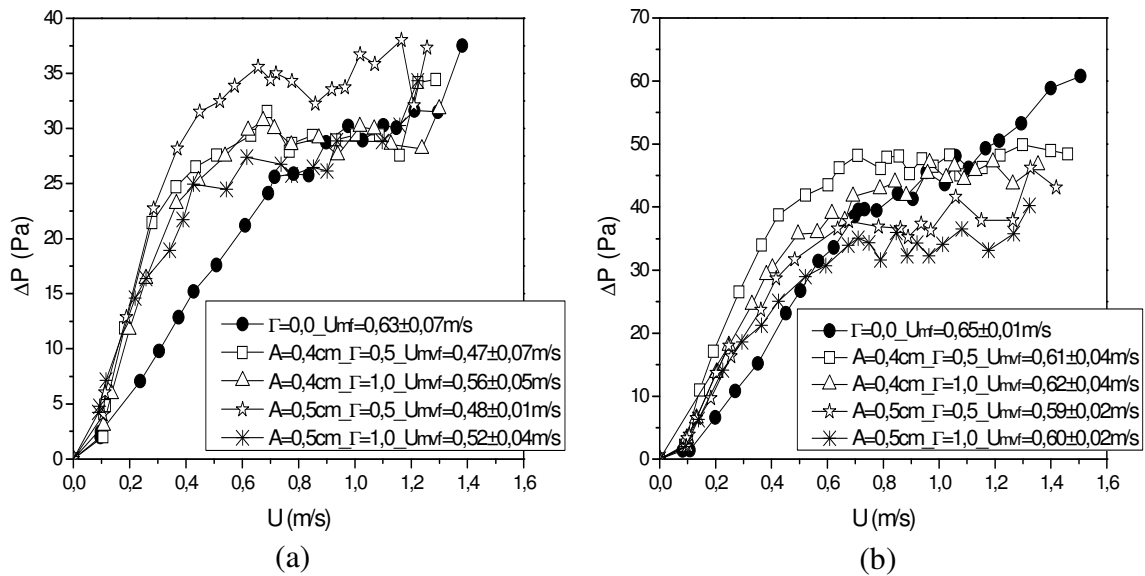 40
35
30
25
20
15
10
5
0
ΔP (Pa)
0,0 0,2 0,4 0,6 0,8 1,0 1,2 1,4 1,6
U (m/s)
Γ=0,0_Umf=0,63±0,07m/s
A=0,4cm_Γ=0,5_Umvf=0,47±0,07m/s
A=0,4cm_Γ=1,0_Umvf=0,56±0,05m/s
A=0,5cm_Γ=0,5_Umvf=0,48±0,01m/s
A=0,5cm_Γ=1,0_Umvf=0,52±0,04m/s
(a)
70
60
50
40
30
20
10
0
ΔP (Pa)
0,0 0,2 0,4 0,6 0,8 1,0 1,2 1,4 1,6
U (m/s)
Γ=0,0_Umf=0,65±0,01m/s
A=0,4cm_Γ=0,5_Umvf=0,61±0,04m/s
A=0,4cm_Γ=1,0_Umvf=0,62±0,04m/s
A=0,5cm_Γ=0,5_Umvf=0,59±0,02m/s
A=0,5cm_Γ=1,0_Umvf=0,60±0,02m/s
(b)